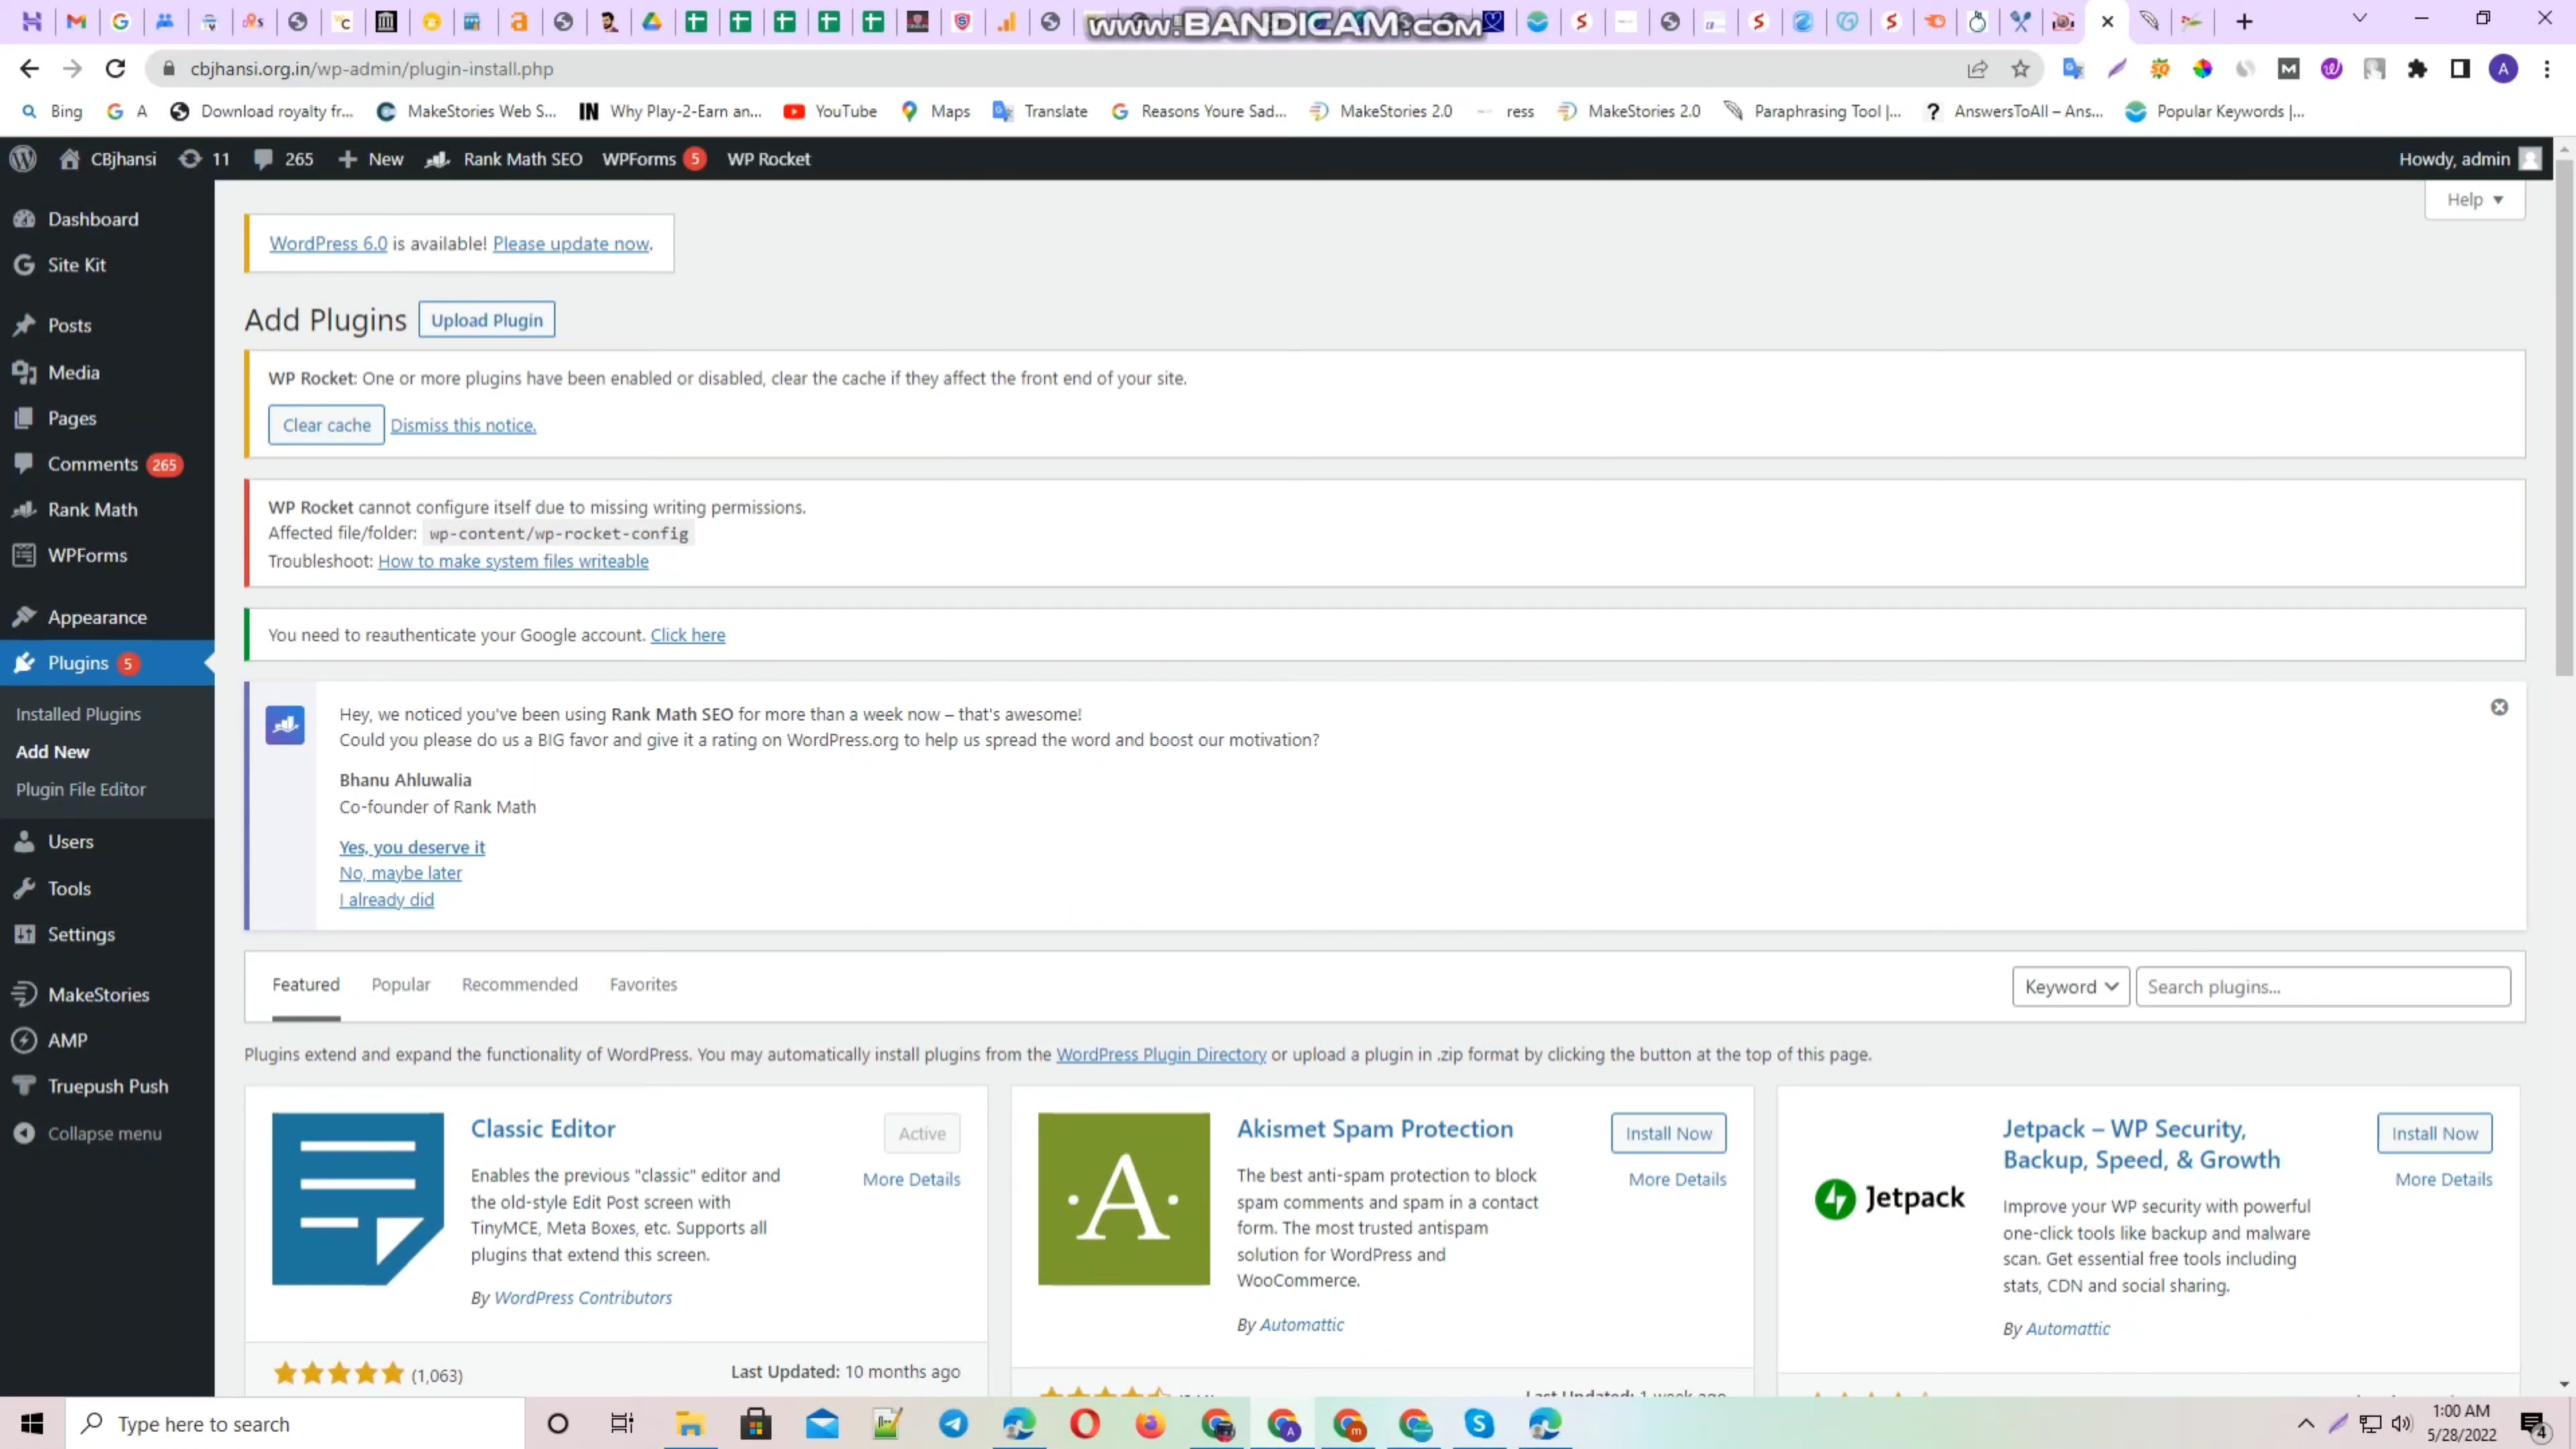 www.BANDICAM.com
cbjhansi.org.in/wp-admin/plugin-install.php
A
Bing
A
Download royalty fr...
MakeStories Web S...
Why Play-2-Earn an...
YouTube
Maps
Translate
Reasons Youre Sad...
MakeStories 2.0
ress
MakeStories 2.0
Paraphrasing Tool |...
AnswersToAll – Ans...
Popular Keywords |...
CBjhansi
11
265
New
Rank Math SEO
WPForms 5
WP Rocket
Howdy, admin
Help
Dashboard
Site Kit
Posts
Media
Pages
Comments 265
Rank Math
WPForms
Appearance
Plugins 5
Installed Plugins
Add New
Plugin File Editor
Users
Tools
Settings
MakeStories
AMP
Truepush Push
Collapse menu
WordPress 6.0 is available! Please update now.
Add Plugins
Upload Plugin
WP Rocket: One or more plugins have been enabled or disabled, clear the cache if they affect the front end of your site.
Clear cache
Dismiss this notice.
WP Rocket cannot configure itself due to missing writing permissions.
Affected file/folder: wp-content/wp-rocket-config
Troubleshoot: How to make system files writeable
You need to reauthenticate your Google account. Click here
Hey, we noticed you've been using Rank Math SEO for more than a week now – that's awesome!
Could you please do us a BIG favor and give it a rating on WordPress.org to help us spread the word and boost our motivation?
Bhanu Ahluwalia
Co-founder of Rank Math
Yes, you deserve it
No, maybe later
I already did
Featured
Popular
Recommended
Favorites
Keyword
Search plugins...
Plugins extend and expand the functionality of WordPress. You may automatically install plugins from the WordPress Plugin Directory or upload a plugin in .zip format by clicking the button at the top of this page.
Classic Editor
Active
More Details
Enables the previous "classic" editor and
the old-style Edit Post screen with
TinyMCE, Meta Boxes, etc. Supports all
plugins that extend this screen.
By WordPress Contributors
(1,063)
Last Updated: 10 months ago
A
Akismet Spam Protection
Install Now
More Details
The best anti-spam protection to block
spam comments and spam in a contact
form. The most trusted antispam
solution for WordPress and
WooCommerce.
By Automattic
Last Updated: 1 week ago
Jetpack
Jetpack – WP Security,
Backup, Speed, & Growth
Install Now
More Details
Improve your WP security with powerful
one-click tools like backup and malware
scan. Get essential free tools including
stats, CDN and social sharing.
By Automattic
Type here to search
1:00 AM
5/28/2022
4